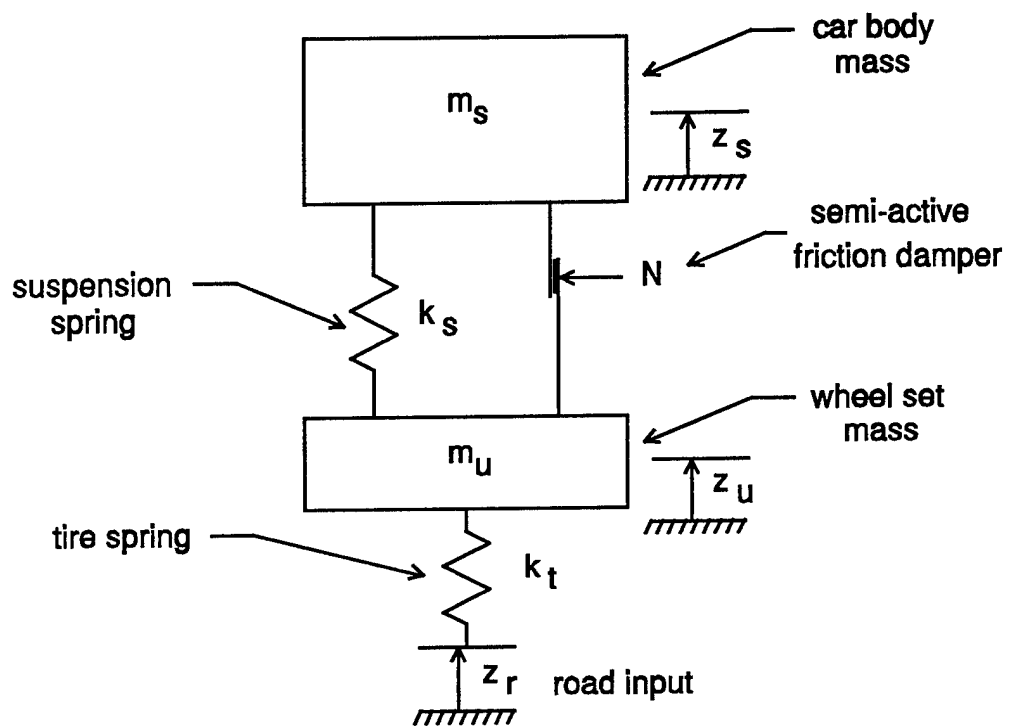 car body
mass
m_s
z_s
semi-active
friction damper
N
suspension
spring
k_s
wheel set
mass
m_u
z_u
tire spring
k_t
z_r road input